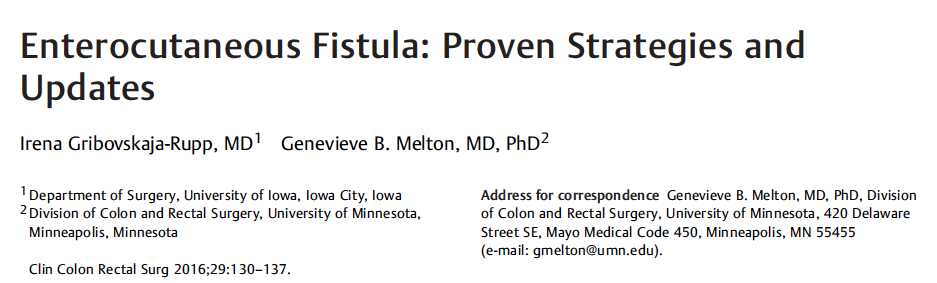 Enterocutaneous Fistula: Proven Strategies and
Updates
Irena Gribovskaja-Rupp, MD1 Genevieve B. Melton, MD, PhD2
1 Department of Surgery, University of Iowa, Iowa City, Iowa
2 Division of Colon and Rectal Surgery, University of Minnesota,
Minneapolis, Minnesota
Clin Colon Rectal Surg 2016;29:130–137.
Address for correspondence Genevieve B. Melton, MD, PhD, Division
of Colon and Rectal Surgery, University of Minnesota, 420 Delaware
Street SE, Mayo Medical Code 450, Minneapolis, MN 55455
(e-mail: gmelton@umn.edu).